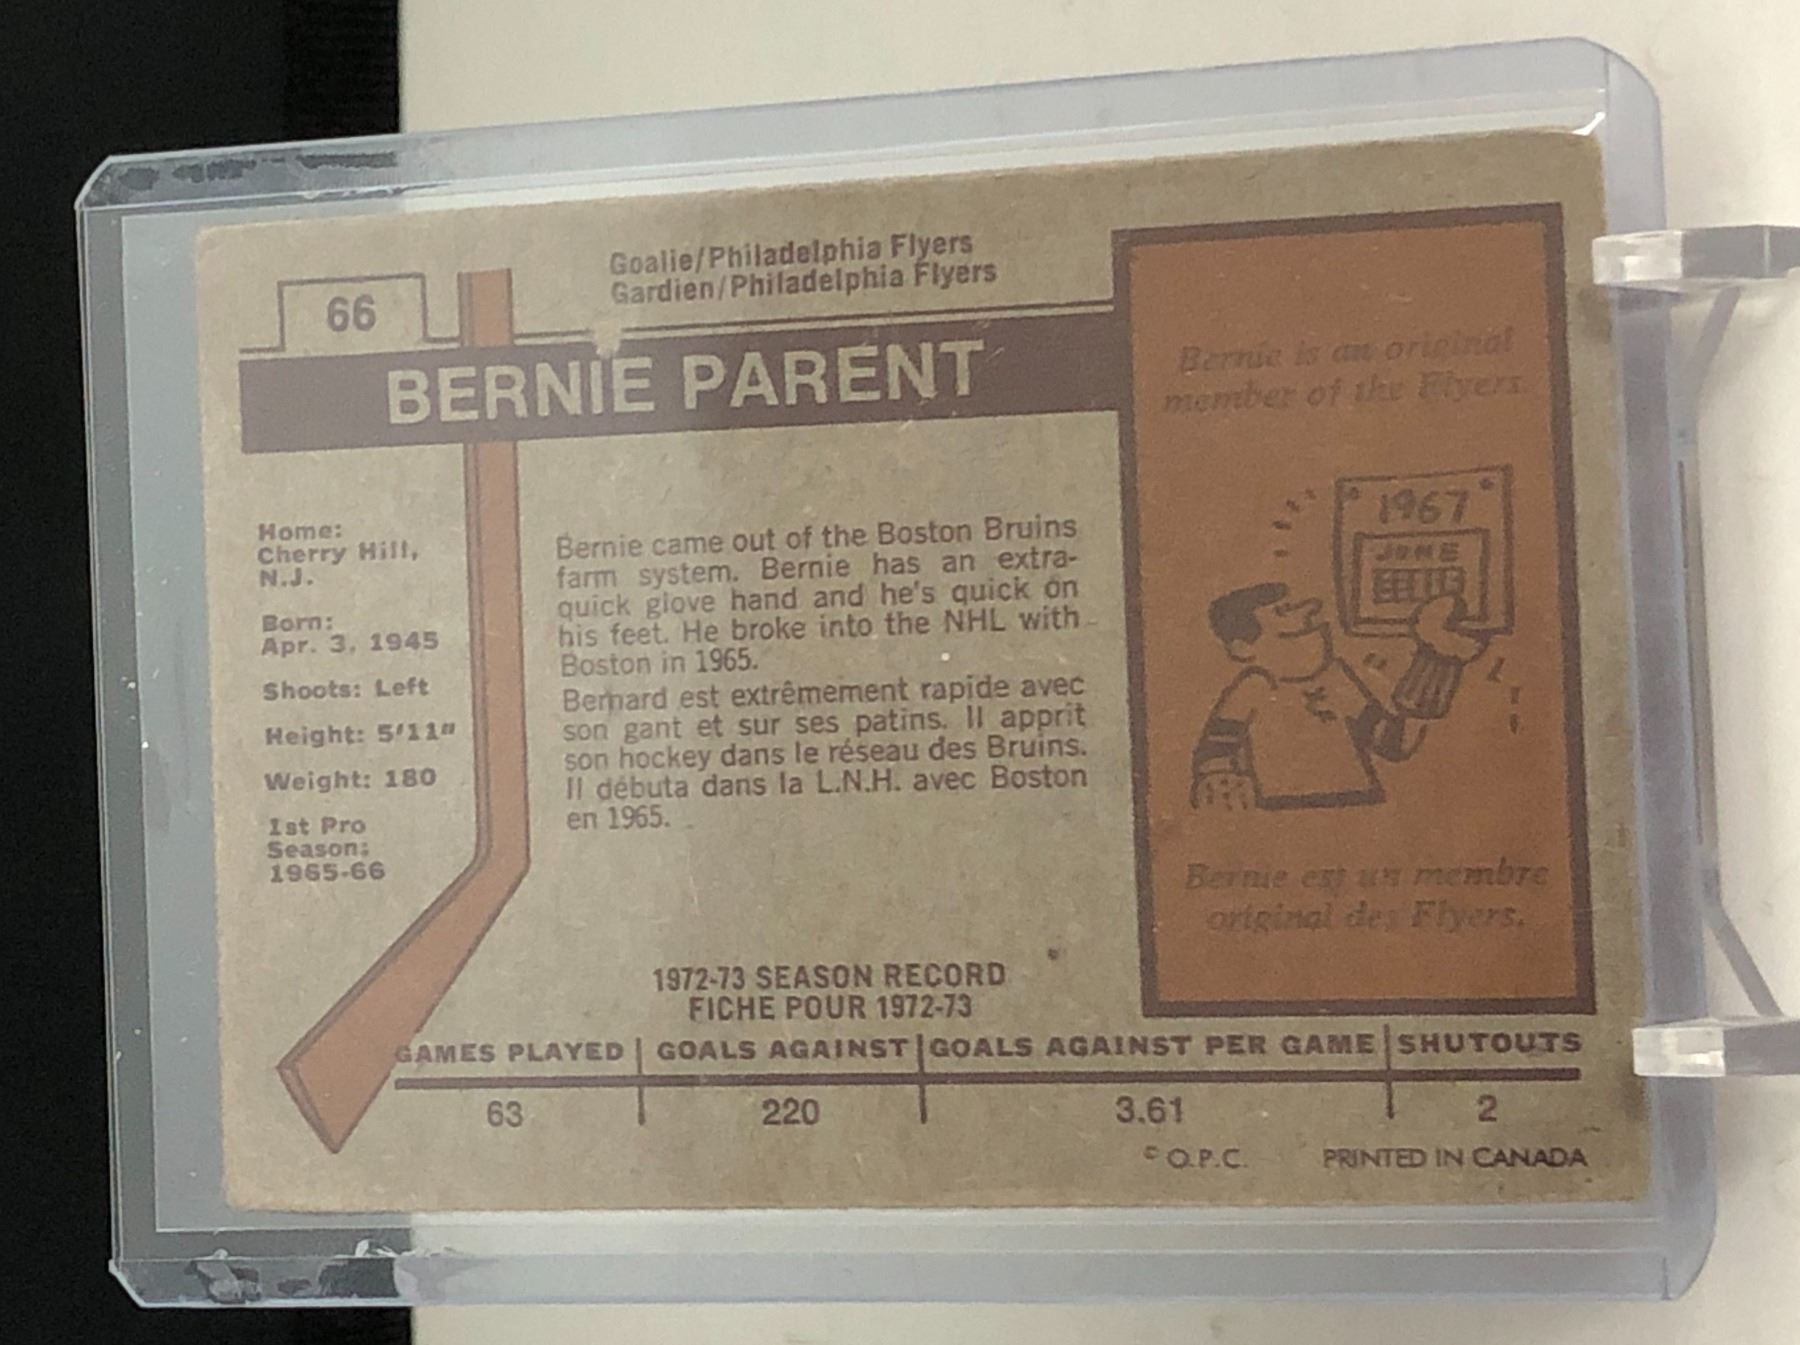 Goalie/Philadelphia Flyers
Gardien/Philadelphia Flyers
66
BERNIE PARENT
Home:
Cherry Hill,
N.J.
Born:
Apr. 3, 1945
Shoots: Left
Height: 5'11"
Weight: 180
1st Pro
Season:
1965-66
Bernie came out of the Boston Bruins
farm system. Bernie has an extra-
quick glove hand and he's quick on
his feet. He broke into the NHL with
Boston in 1965.
Bernard est extrêmement rapide avec
son gant et sur ses patins. Il apprit
son hockey dans le réseau des Bruins.
Il débuta dans la L.N.H. avec Boston
en 1965.
Bernie is an original
member of the Flyers.
1967
JUNE
Bernie est un membre
original des Flyers.
1972-73 SEASON RECORD
FICHE POUR 1972-73
GAMES PLAYED | GOALS AGAINST | GOALS AGAINST PER GAME | SHUTOUTS
63 | 220 | 3.61 | 2
© O.P.C. PRINTED IN CANADA